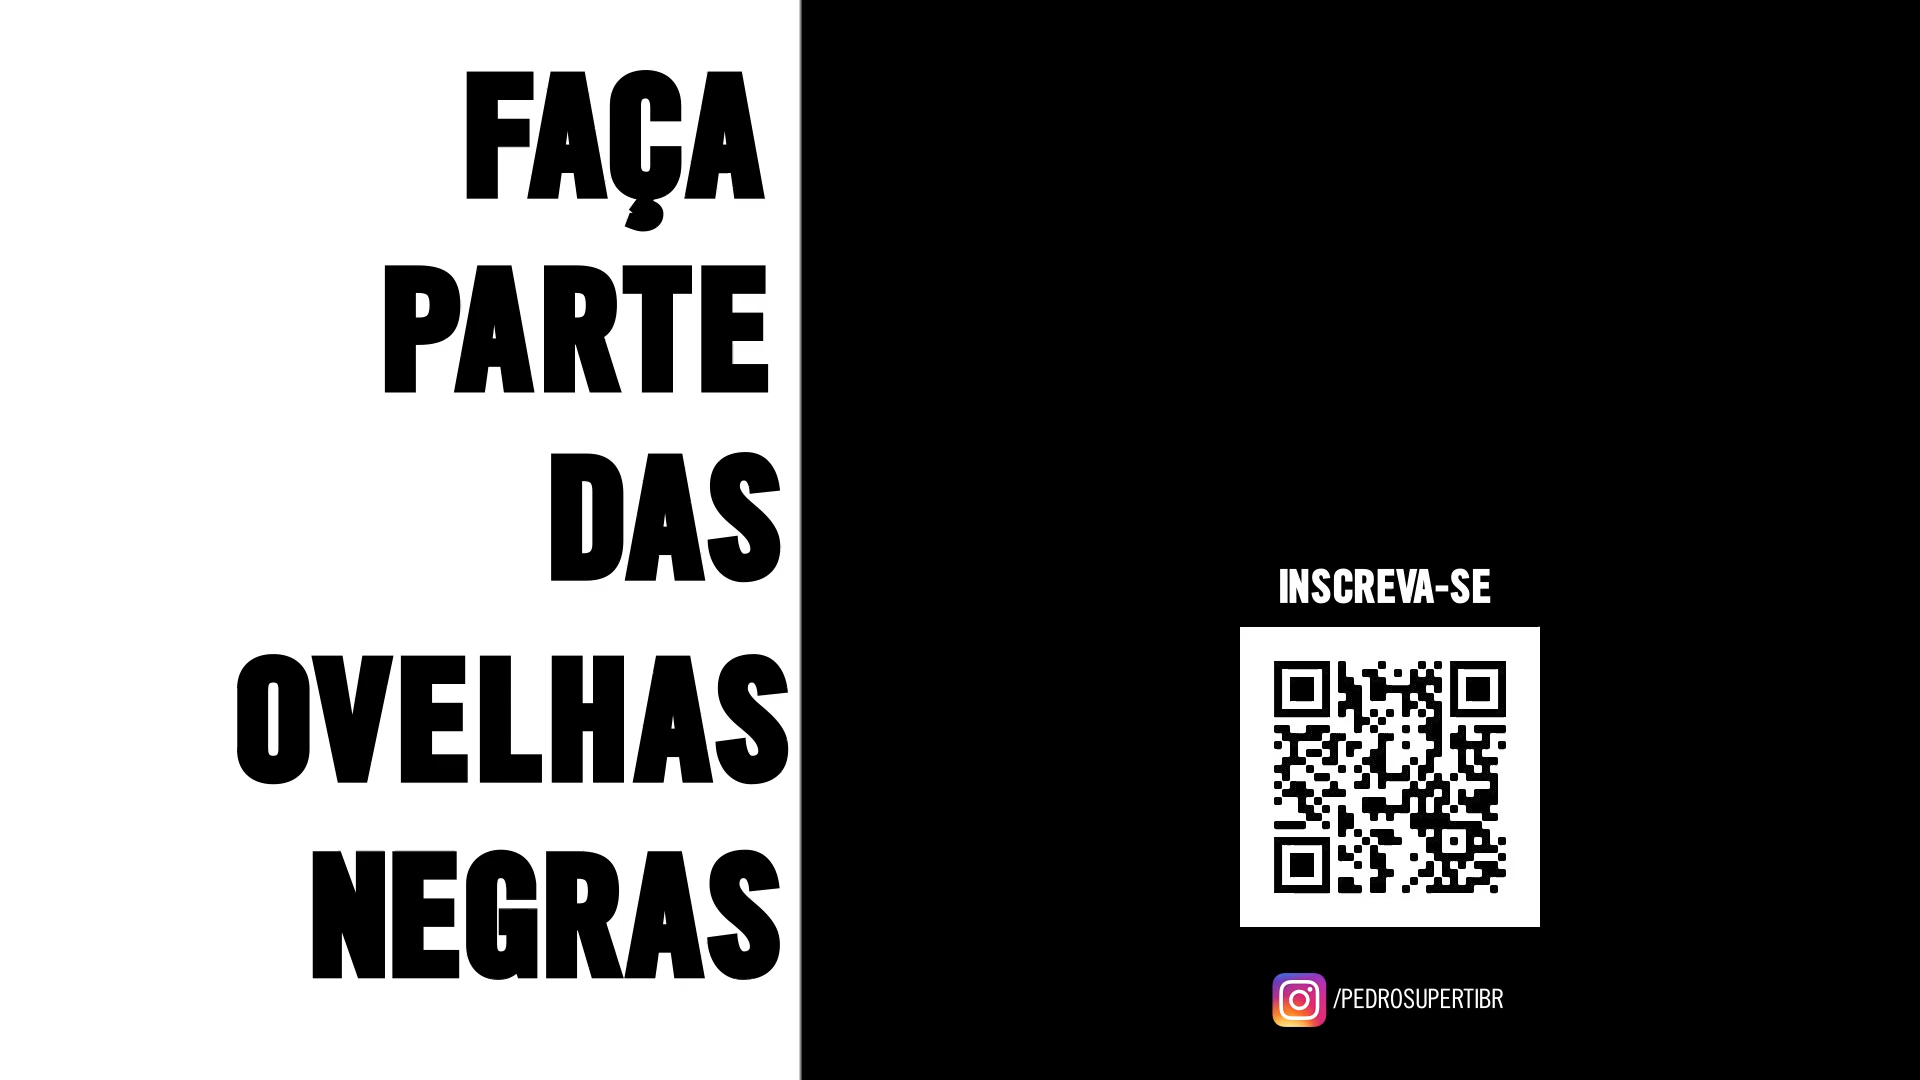 FAÇA
PARTE
DAS
OVELHAS
NEGRAS
INSCREVA-SE
/PEDROSUPERTIBR